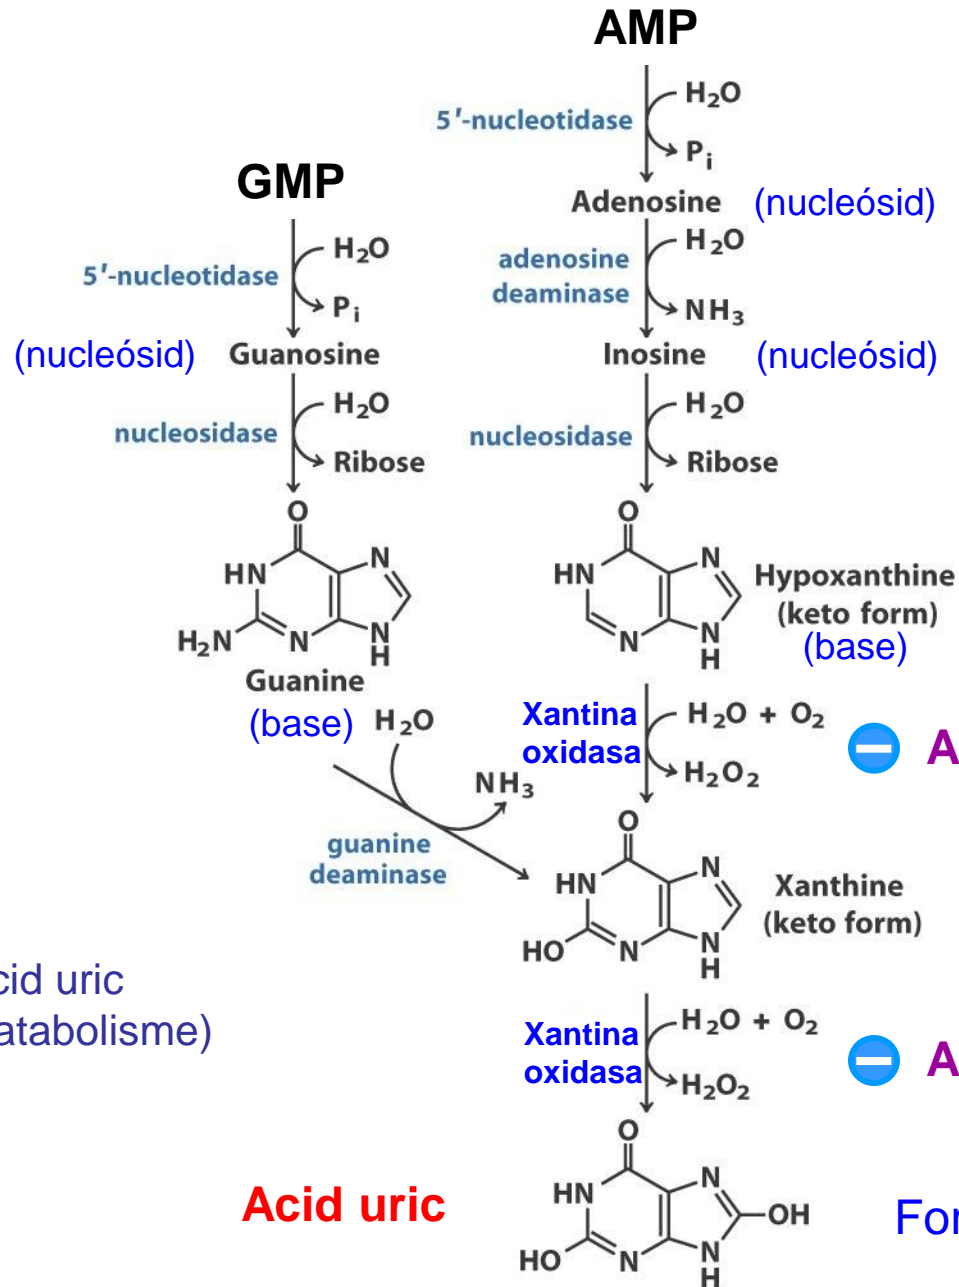 AMP
H2O
5'-nucleotidase
Pi
GMP
Adenosine (nucleósid)
H2O
adenosine
deaminase
NH3
H2O
5'-nucleotidase
Pi
(nucleósid) Guanosine
Inosine (nucleósid)
H2O
nucleosidase
Ribose
H2O
nucleosidase
Ribose
O
HN
N
H2N
N
N
H
Guanine
(base)
O
HN
N
N
N
H
Hypoxanthine
(keto form)
(base)
H2O
NH3
guanine
deaminase
Xantina
oxidasa
H2O + O2
H2O2
A
O
HN
N
HO
N
N
H
Xanthine
(keto form)
cid uric
atabolisme)
Xantina
oxidasa
H2O + O2
H2O2
A
Acid uric
O
HN
N
OH
HO
N
N
H
For